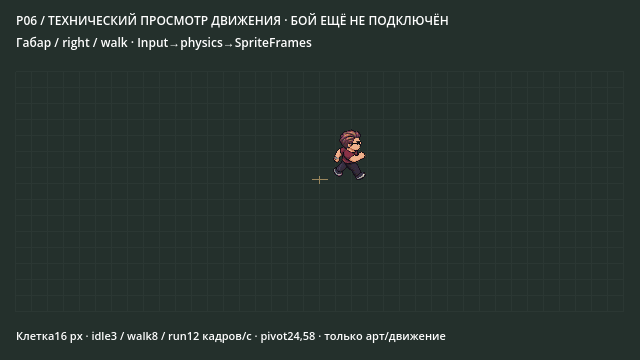 P06 / ТЕХНИЧЕСКИЙ ПРОСМОТР ДВИЖЕНИЯ · БОЙ ЕЩЁ НЕ ПОДКЛЮЧЁН
Габар / right / walk · Input→physics→SpriteFrames
Клетка16 px · idle3 / walk8 / run12 кадров/с · pivot24,58 · только арт/движение